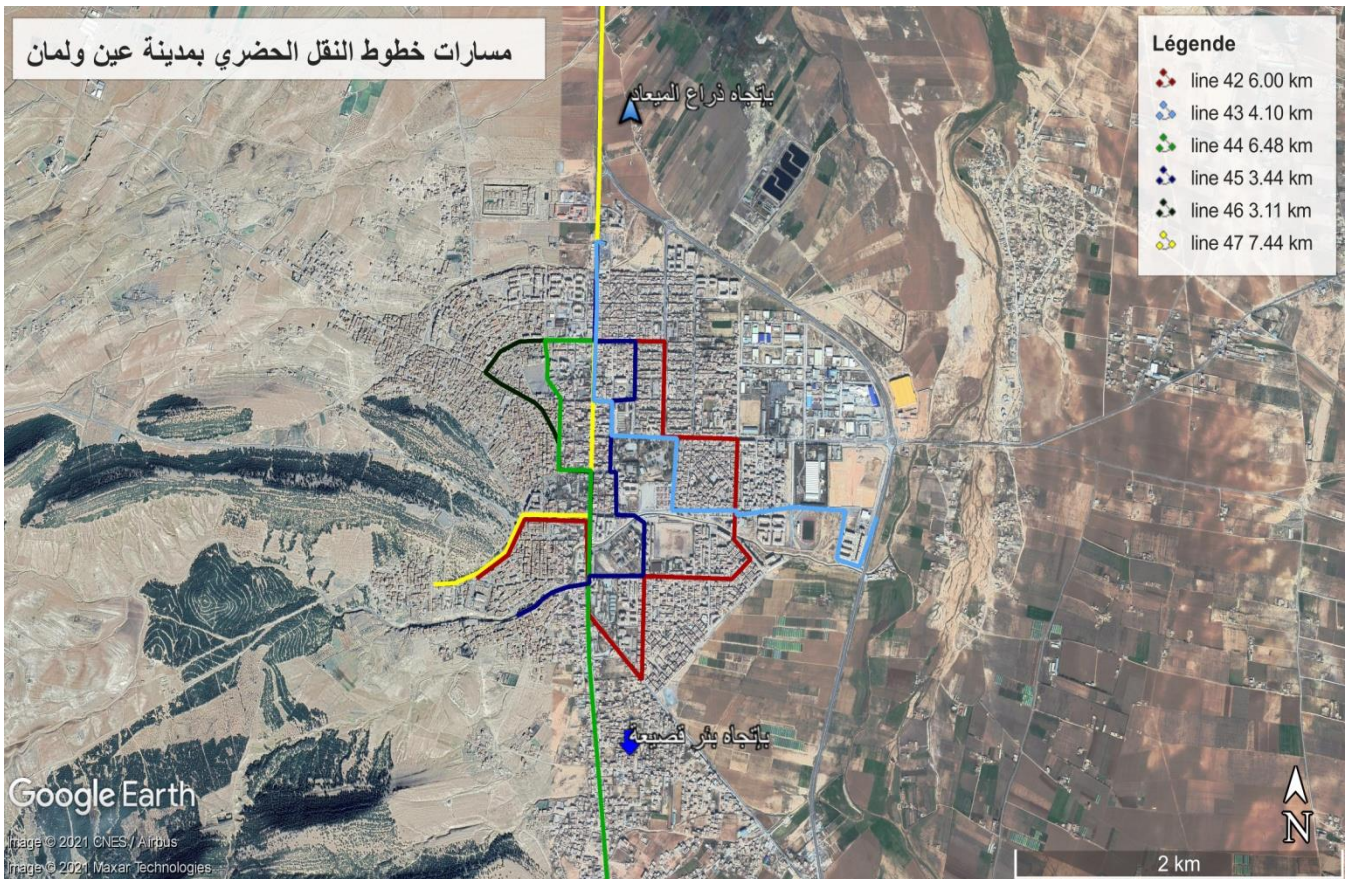 مسارات خطوط النقل الحضري بمدينة عين ولمان
Légende
line 42 6.00 km
line 43 4.10 km
line 44 6.48 km
line 45 3.44 km
line 46 3.11 km
line 47 7.44 km
بإتجاه ذراع الميعاد
بإتجاه بئر قصيعة
Google Earth
Image © 2021 CNES / Airbus
Image © 2021 Maxar Technologies
N
2 km